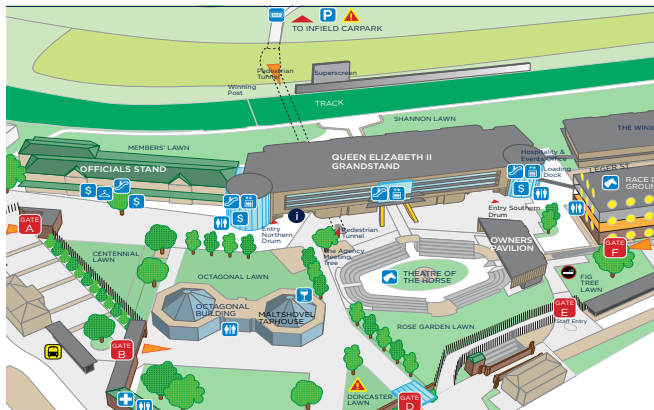 P
TO INFIELD CARPARK
Pedestrian
Tunnel
Superscreen
Winning
Post
TRACK
SHANNON LAWN
MEMBERS' LAWN
THE WINX
QUEEN ELIZABETH II
GRANDSTAND
Hospitality &
Events Office
Loading
Dock
OFFICIALS STAND
LEGER ST
RACE D
GROUN
$
$
$
$
i
GATE
A
Entry
Northern
Drum
Pedestrian
Tunnel
Entry Southern
Drum
The Agency
Meeting
Tree
OWNERS
PAVILION
GATE
F
CENTENNIAL
LAWN
OCTAGONAL LAWN
THEATRE OF
THE HORSE
FIG
TREE
LAWN
OCTAGONAL
BUILDING
MALTSHOVEL
TAPHOUSE
GATE
E
Staff Entry
ROSE GARDEN LAWN
GATE
B
DONCASTER
LAWN
GATE
D